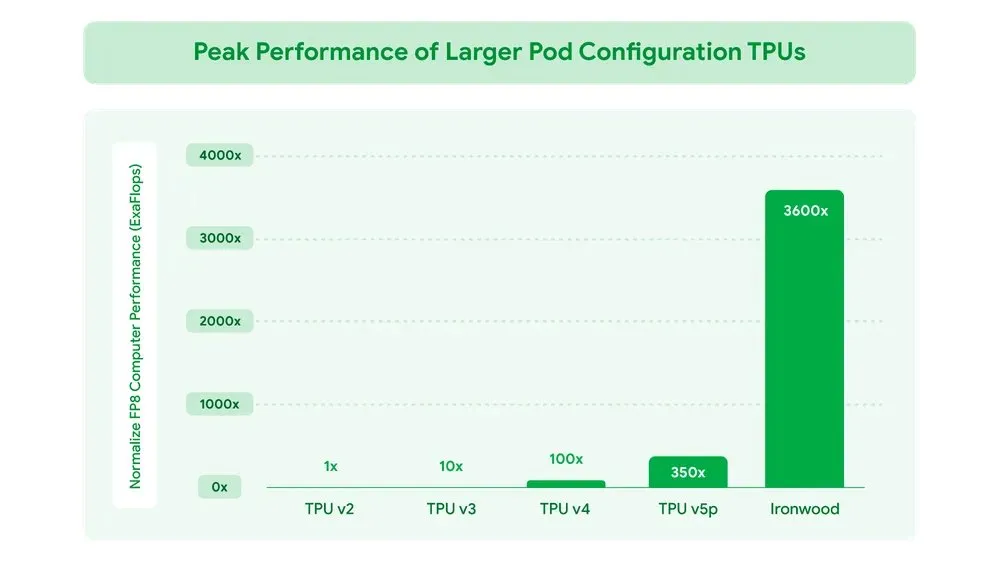 Peak Performance of Larger Pod Configuration TPUs
Normalize FP8 Computer Performance (ExaFlops)
4000x
3000x
2000x
1000x
0x
1x
10x
100x
350x
3600x
TPU v2
TPU v3
TPU v4
TPU v5p
Ironwood